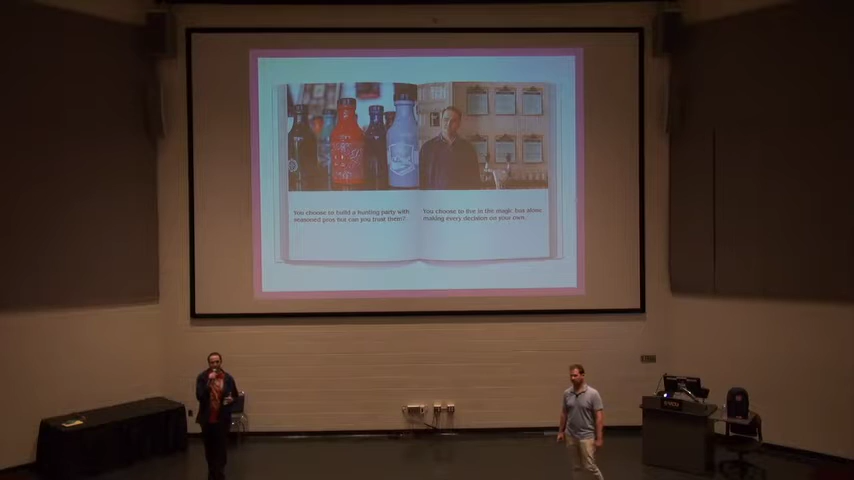 You choose to build a hunting party with
seasoned pros but can you trust them?
You choose to live in the magic bus alone
making every decision on your own.